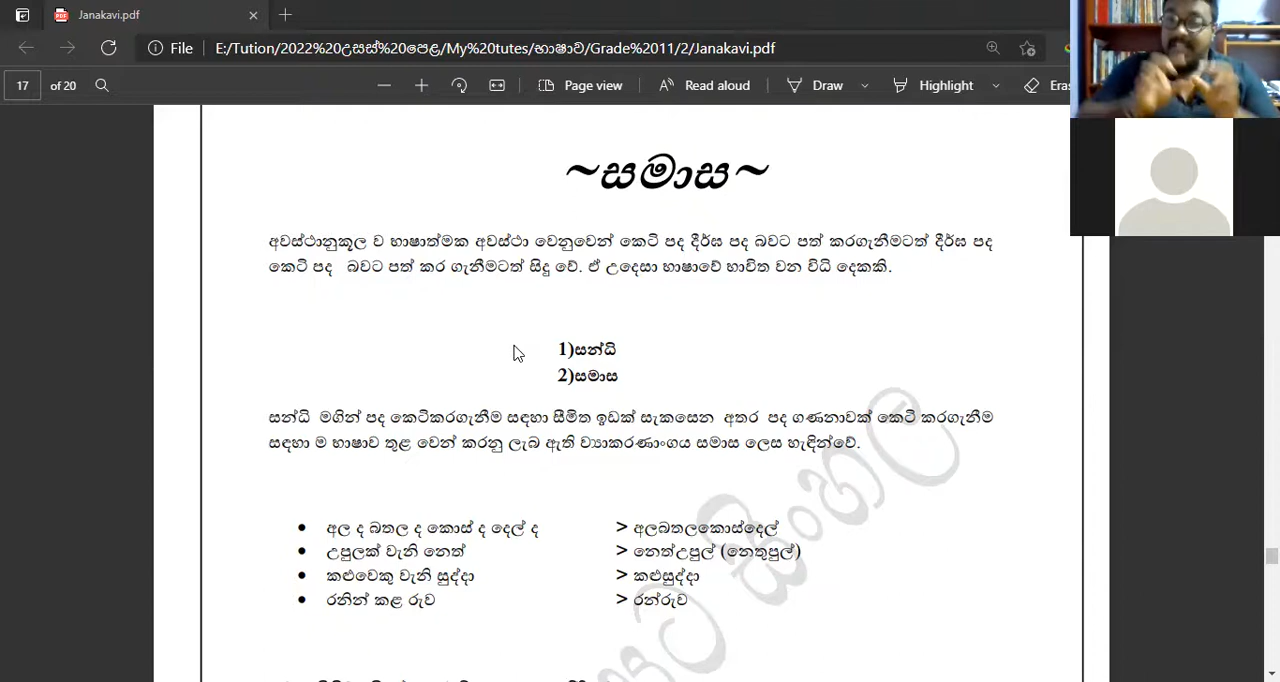 Janakavi.pdf
File E:/Tution/2022%20උසස්%20පෙළ/My%20tutes/භාෂාව/Grade%2011/2/Janakavi.pdf
17 of 20 Page view Read aloud Draw Highlight
~සමාස~
අවස්ථානුකූල ව භාෂාත්මක අවස්ථා වෙනුවෙන් කෙටි පද දීර්ඝ පද බවට පත් කරගැනීමටත් දීර්ඝ පද
කෙටි පද බවට පත් කර ගැනීමටත් සිදු වේ. ඒ උදෙසා භාෂාවේ භාවිත වන විධි දෙකකි.
1)සන්ධි
2)සමාස
සන්ධි මගින් පද කෙටිකරගැනීම සඳහා සීමිත ඉඩක් සැකසෙන අතර පද ගණනාවක් කෙටි කරගැනීම
සඳහා ම භාෂාව තුළ වෙන් කරනු ලැබ ඇති ව්‍යාකරණාංගය සමාස ලෙස හැඳින්වේ.
• අල ද බතල ද කොස් ද දෙල් ද > අලබතලකොස්දෙල්
• උපුලක් වැනි නෙත් > නෙත්උපුල් (නෙතුපුල්)
• කළුවෙකු වැනි සුද්දා > කළුසුද්දා
• රනින් කළ රුව > රන්රුව
සිංහල